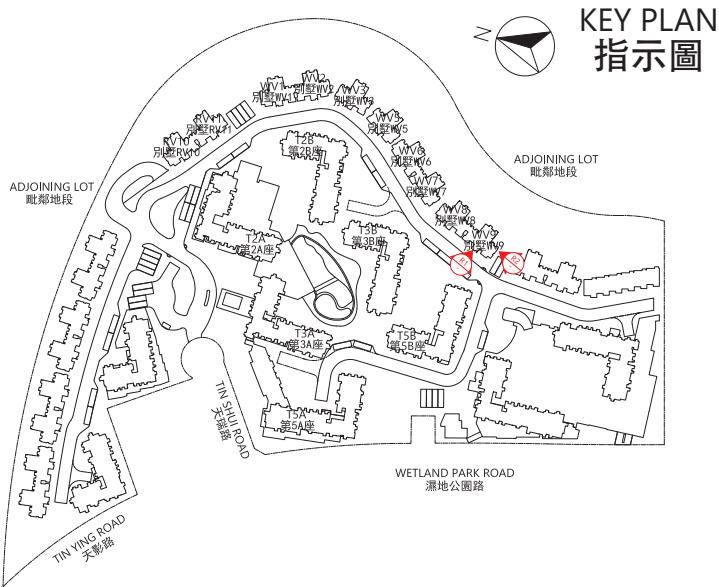 KEY PLAN
指示圖
N
WV2
別墅WV2
WV1
別墅WV1
WV3
別墅WV3
RV11
別墅RV11
WV5
別墅WV5
RV10
別墅RV10
T2B
第2B座
WV6
別墅WV6
ADJOINING LOT
毗鄰地段
ADJOINING LOT
毗鄰地段
WV7
別墅WV7
WV8
別墅WV8
T3B
第3B座
WV9
別墅WV9
T2A
第2A座
R1
-
R2
-
T3A
第3A座
T5B
第5B座
TIN SHUI ROAD
天瑞路
T5A
第5A座
WETLAND PARK ROAD
濕地公園路
TIN YING ROAD
天影路